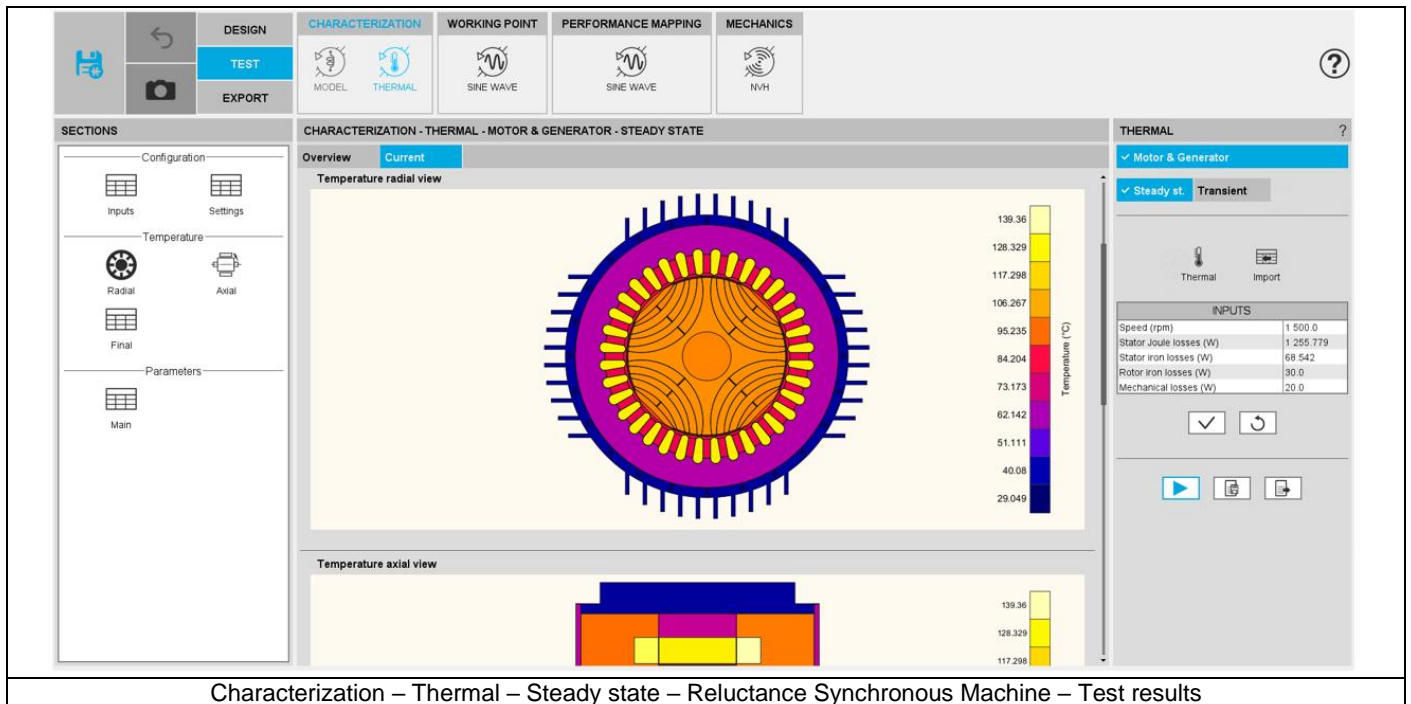 DESIGN
TEST
EXPORT
CHARACTERIZATION
MODEL
THERMAL
WORKING POINT
SINE WAVE
PERFORMANCE MAPPING
SINE WAVE
MECHANICS
NVH
?
SECTIONS
Configuration
Inputs Settings
Temperature
Radial Axial
Final
Parameters
Main
CHARACTERIZATION - THERMAL - MOTOR & GENERATOR - STEADY STATE
Overview Current
Temperature radial view
139.36
128.329
117.298
106.267
95.235
84.204
73.173
62.142
51.111
40.08
29.049
Temperature (°C)
Temperature axial view
139.36
128.329
117.298
THERMAL ?
Motor & Generator
Steady st. Transient
Thermal Import
INPUTS
Speed (rpm) 1 500.0
Stator Joule losses (W) 1 255.779
Stator iron losses (W) 68.542
Rotor iron losses (W) 30.0
Mechanical losses (W) 20.0
Characterization – Thermal – Steady state – Reluctance Synchronous Machine – Test results